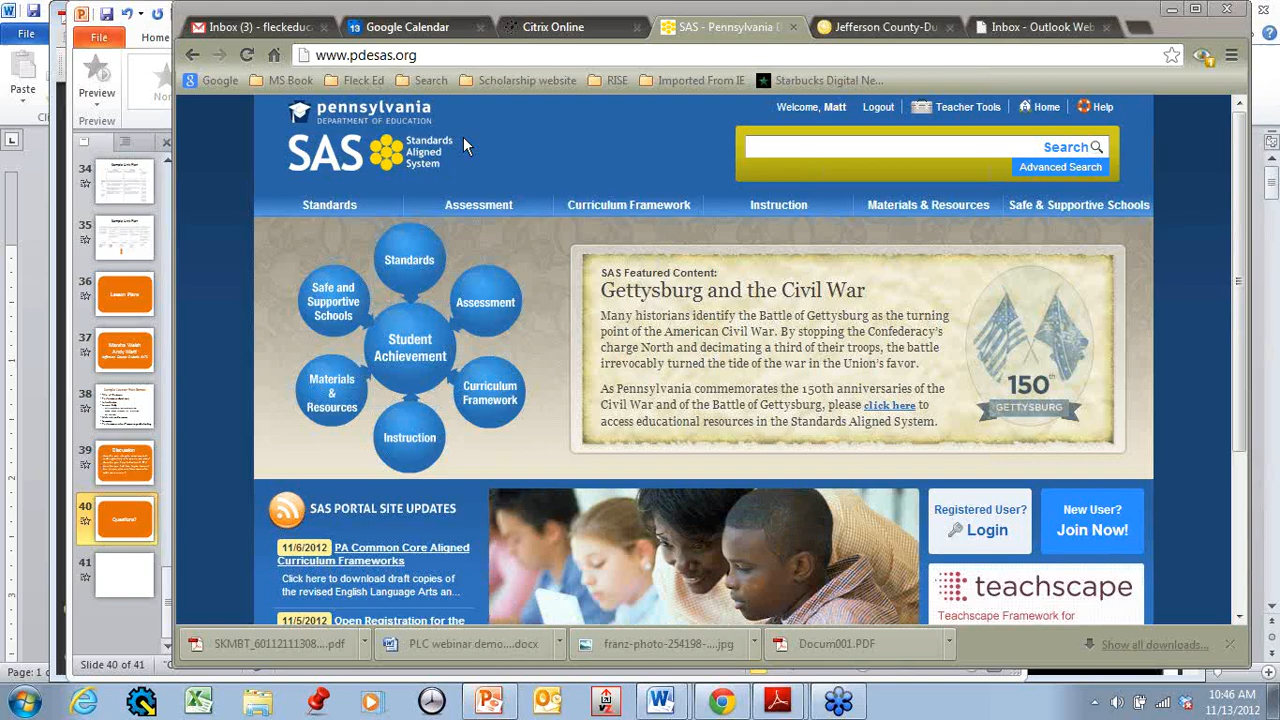 File
Paste
File
Home
Preview
Preview
Inbox (3) - fleckeduc
13
Google Calendar
Citrix Online
SAS - Pennsylvania D
Jefferson County-Du
Inbox - Outlook Web
www.pdesas.org
Google
MS Book
Fleck Ed
Search
Scholarship website
RISE
Imported From IE
Starbucks Digital Ne...
pennsylvania
DEPARTMENT OF EDUCATION
SAS
Standards
Aligned
System
Welcome, Matt
Logout
Teacher Tools
Home
Help
Search
Advanced Search
Standards
Assessment
Curriculum Framework
Instruction
Materials & Resources
Safe & Supportive Schools
Standards
Safe and
Supportive
Schools
Assessment
Student
Achievement
Materials
&
Resources
Curriculum
Framework
Instruction
SAS Featured Content:
Gettysburg and the Civil War
Many historians identify the Battle of Gettysburg as the turning
point of the American Civil War. By stopping the Confederacy's
charge North and decimating a third of their troops, the battle
irrevocably turned the tide of the war in the Union's favor.
As Pennsylvania commemorates the 150th anniversaries of the
Civil War and of the Battle of Gettysburg, please click here to
access educational resources in the Standards Aligned System.
150th
GETTYSBURG
SAS PORTAL SITE UPDATES
11/6/2012 PA Common Core Aligned
Curriculum Frameworks
Click here to download draft copies of
the revised English Language Arts an...
11/5/2012 Open Registration for the
Registered User?
Login
New User?
Join Now!
teachscape
Teachscape Framework for
34
35
36
Lesson Plans
37
38
39
Discussion
40
Questions?
41
SKMBT_60112111308....pdf
PLC webinar demo....docx
franz-photo-254198-....jpg
Docum001.PDF
Show all downloads...
Page: 1
Slide 40 of 41
10:46 AM
11/13/2012